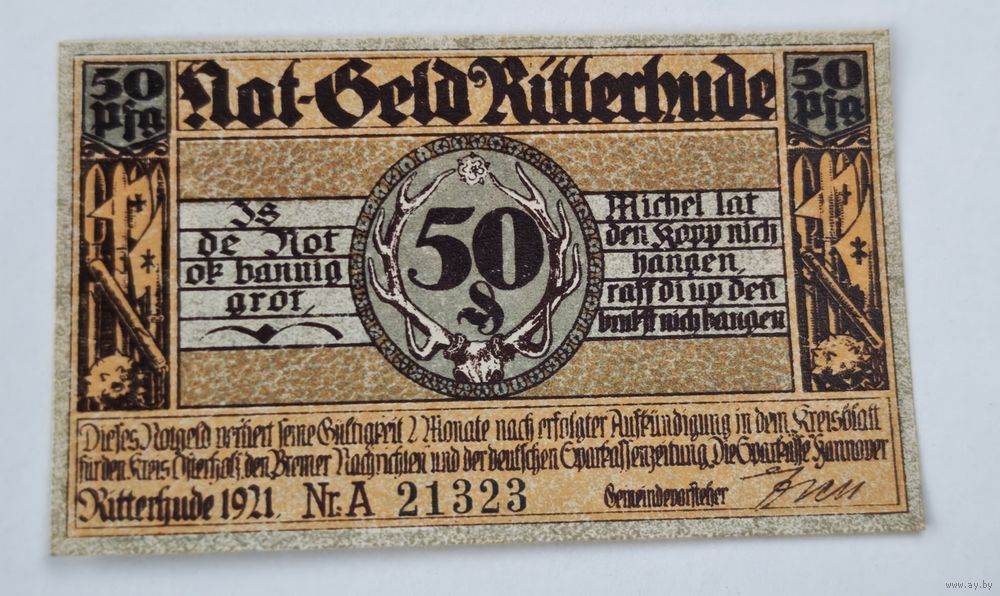 50
Pfg
Not-Geld Ritterhude
50
Pfg
Is
de Not
ok bannig
grot,
50
₰
Michel lat
den Kopp nich
hangen,
raff di up den
brukst nich bangen
Dieses Notgeld verliert seine Gültigkeit 2 Monate nach erfolgter Aufkündigung in dem Kreisblatt
für den Kreis Osterholz, den Bremer Nachrichten und der deutschen Sparkassenzeitung, Die Sparkasse, Hannover
Ritterhude 1921. Nr. A 21323 Gemeindevorsteher
www.ay.by